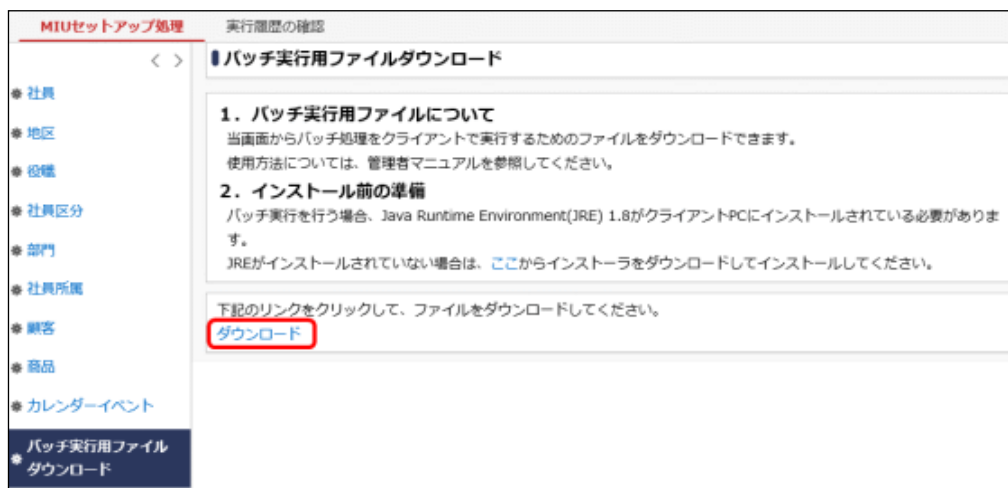 MIUセットアップ処理 実行履歴の確認
バッチ実行用ファイルダウンロード
社員
地区
役職
社員区分
部門
社員所属
顧客
商品
カレンダーイベント
バッチ実行用ファイル
ダウンロード
1．バッチ実行用ファイルについて
当画面からバッチ処理をクライアントで実行するためのファイルをダウンロードできます。
使用方法については、管理者マニュアルを参照してください。
2．インストール前の準備
バッチ実行を行う場合、Java Runtime Environment(JRE) 1.8がクライアントPCにインストールされている必要がありま
す。
JREがインストールされていない場合は、ここからインストーラをダウンロードしてインストールしてください。
下記のリンクをクリックして、ファイルをダウンロードしてください。
ダウンロード